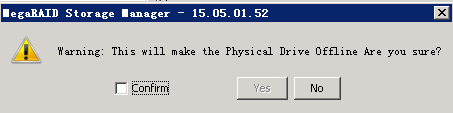 MegaRAID Storage Manager - 15.05.01.52
Warning: This will make the Physical Drive Offline Are you sure?
Confirm
Yes
No